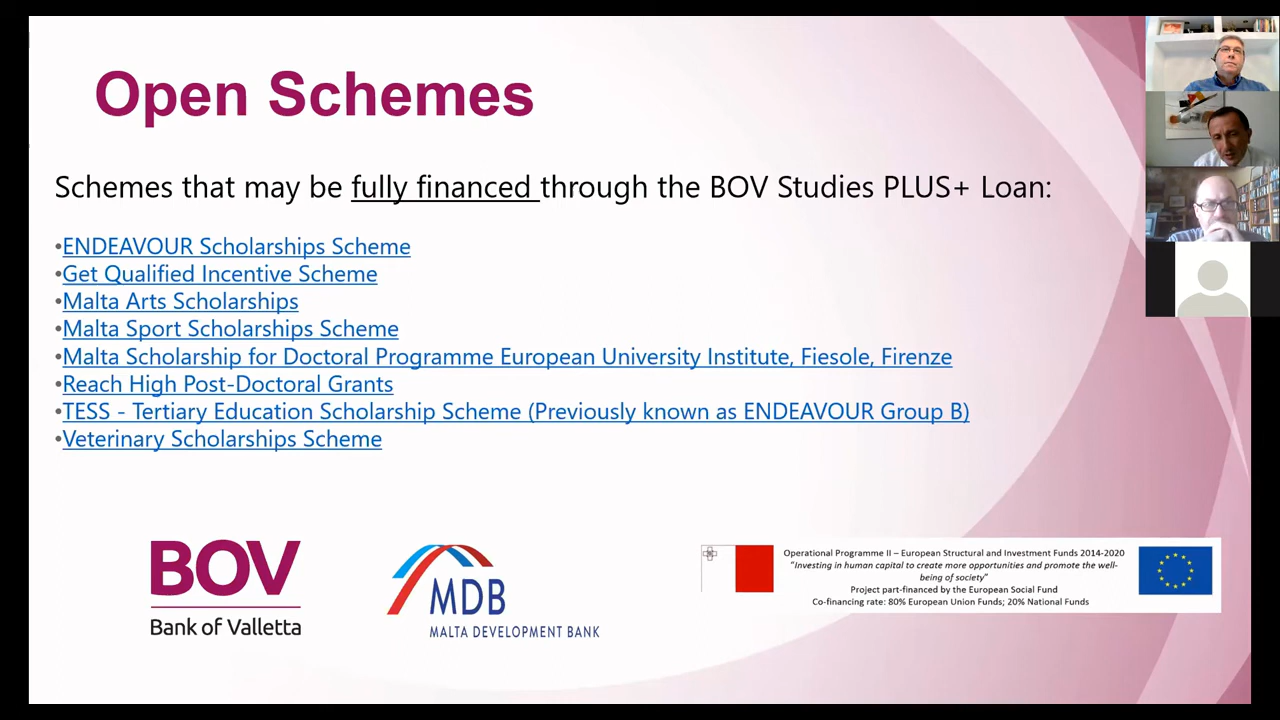 Open Schemes
Schemes that may be fully financed through the BOV Studies PLUS+ Loan:
•ENDEAVOUR Scholarships Scheme
•Get Qualified Incentive Scheme
•Malta Arts Scholarships
•Malta Sport Scholarships Scheme
•Malta Scholarship for Doctoral Programme European University Institute, Fiesole, Firenze
•Reach High Post-Doctoral Grants
•TESS - Tertiary Education Scholarship Scheme (Previously known as ENDEAVOUR Group B)
•Veterinary Scholarships Scheme
BOV
Bank of Valletta
MDB
MALTA DEVELOPMENT BANK
Operational Programme II – European Structural and Investment Funds 2014-2020
“Investing in human capital to create more opportunities and promote the well-
being of society”
Project part-financed by the European Social Fund
Co-financing rate: 80% European Union Funds; 20% National Funds